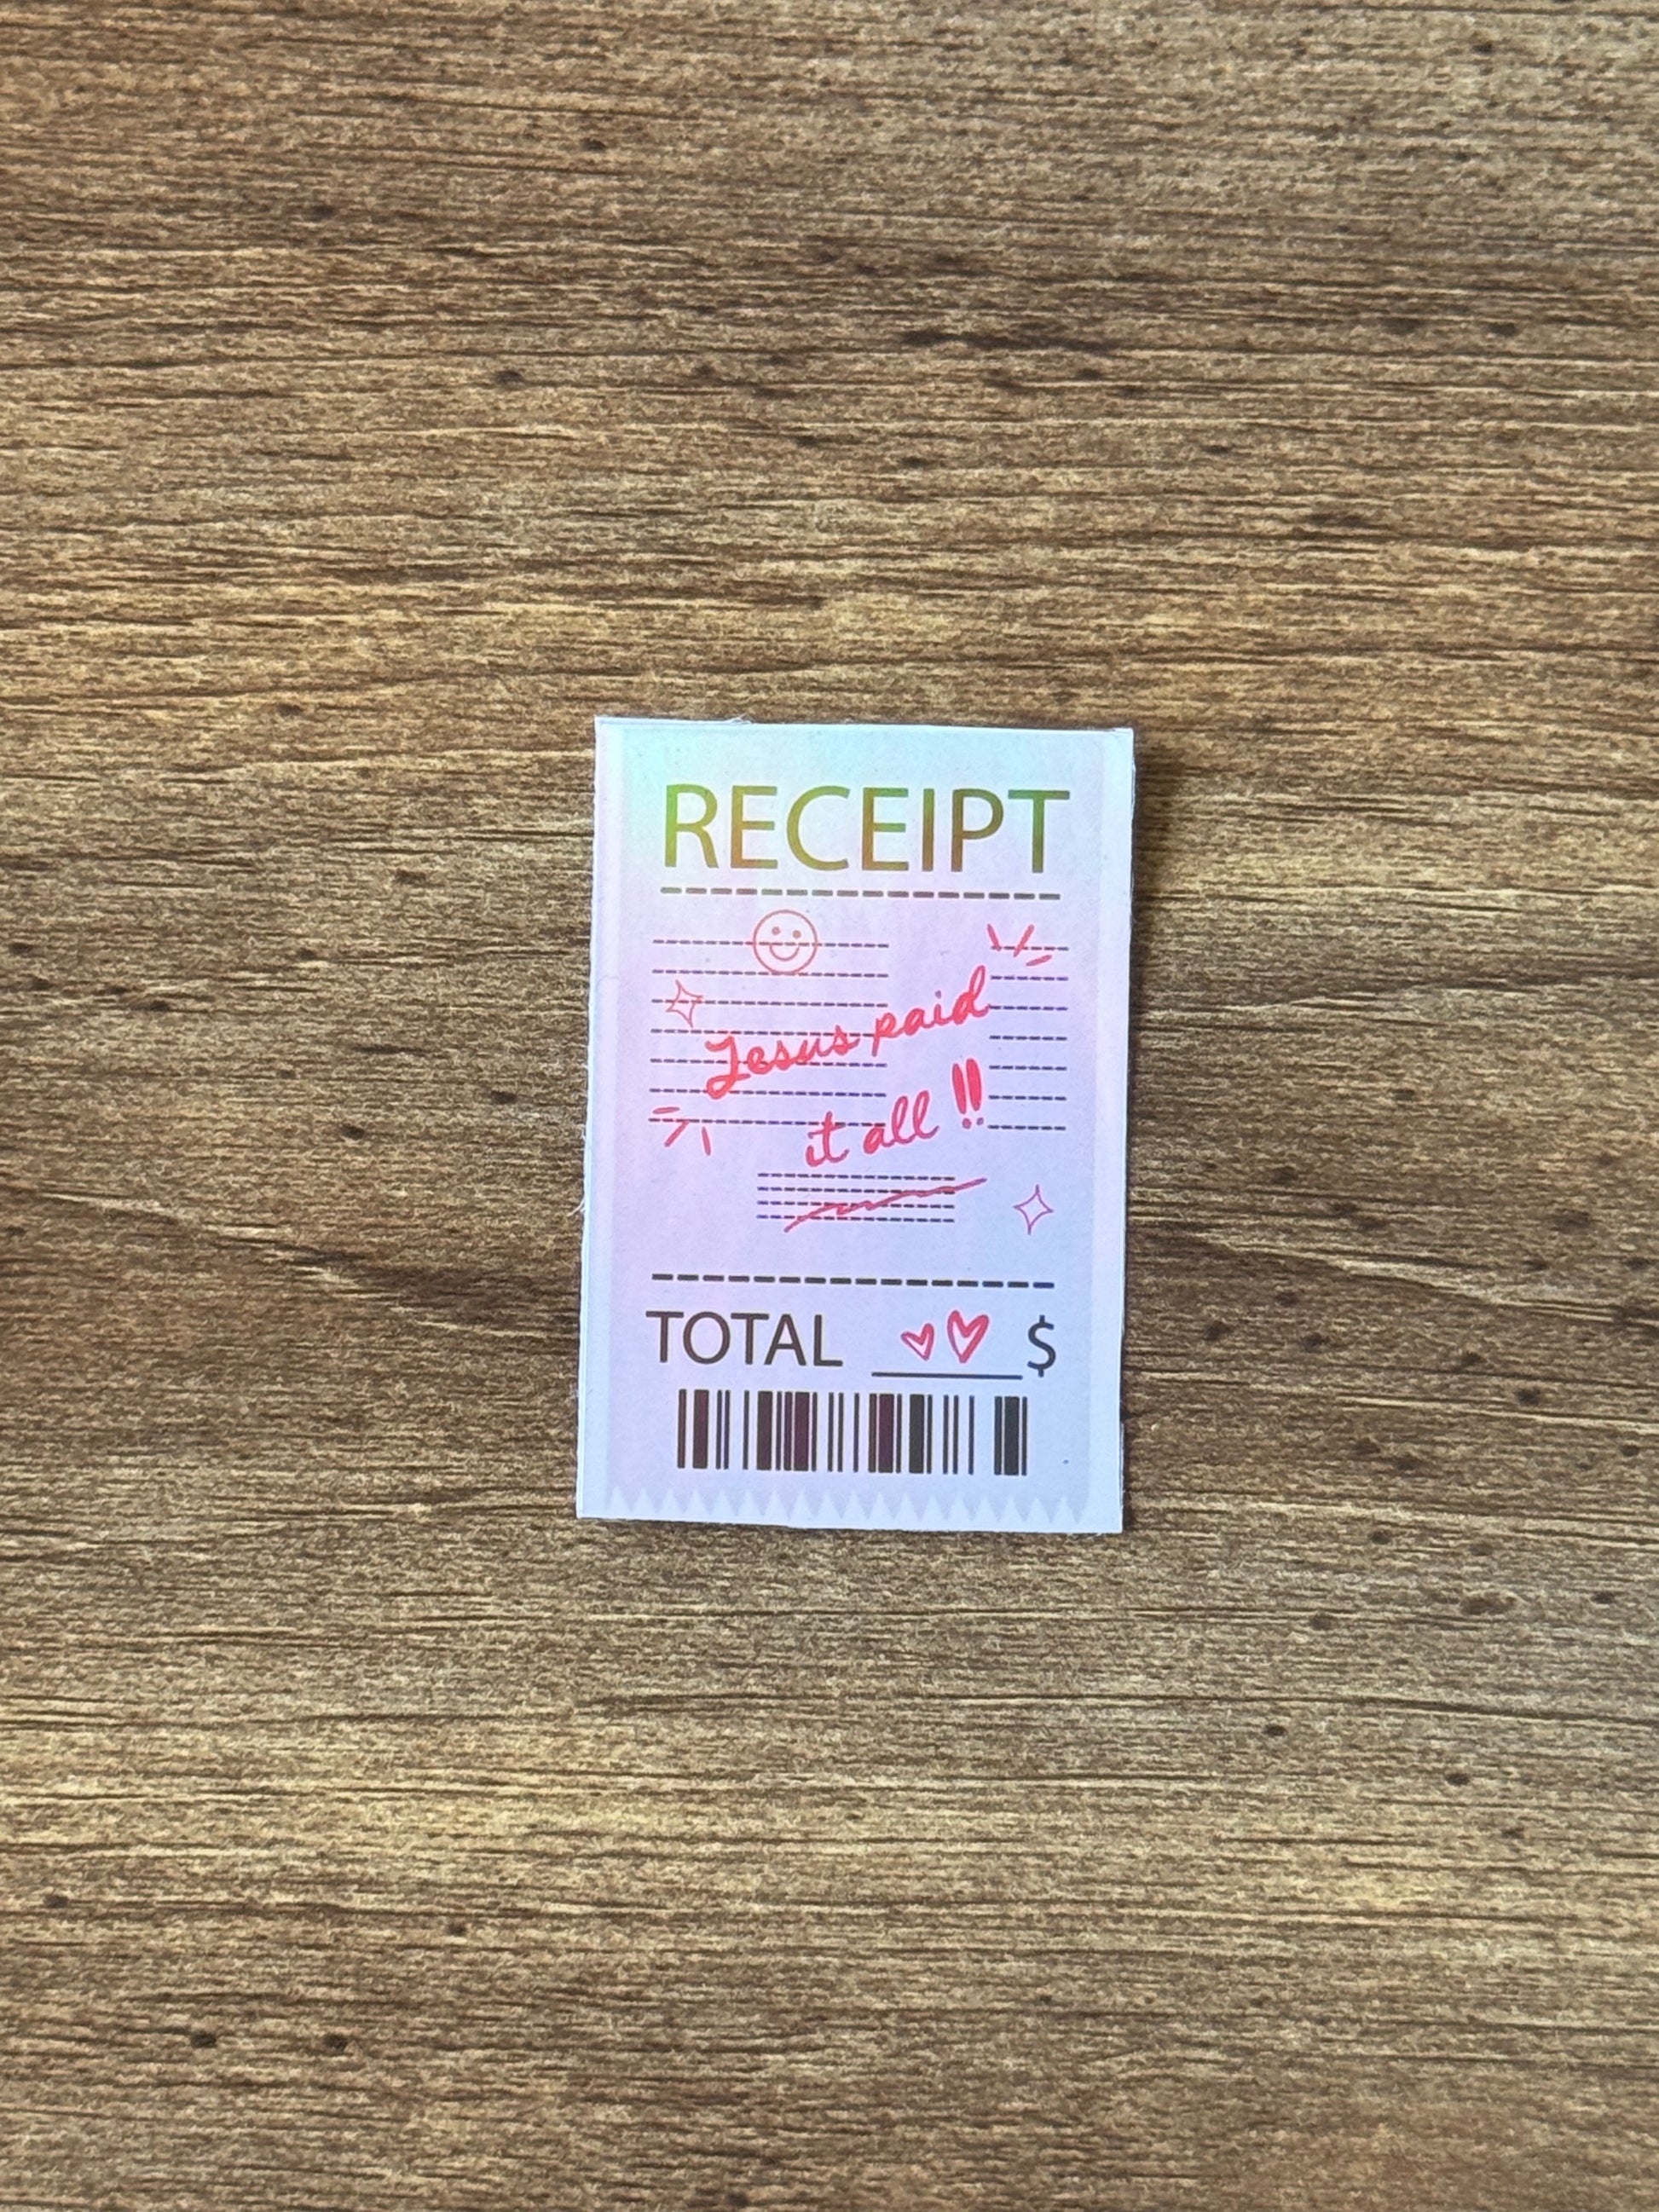 RECEIPT
Jesus paid
it all !!
TOTAL $